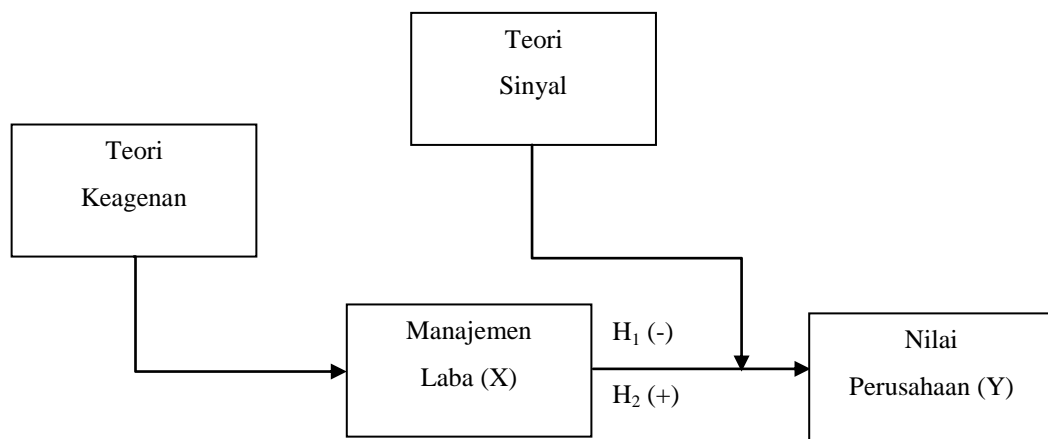 Teori
Sinyal
Teori
Keagenan
Manajemen
Laba (X)
H₁ (-)
H₂ (+)
Nilai
Perusahaan (Y)